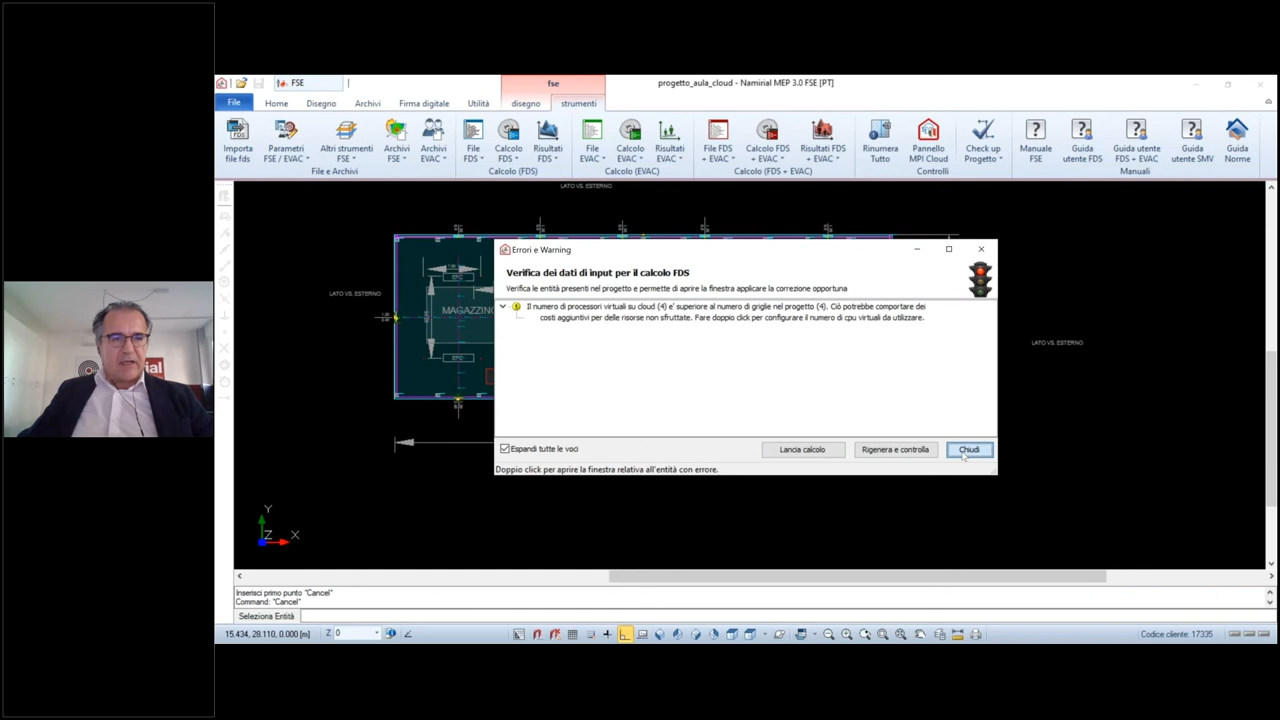 FSE
fse
progetto_aula_cloud - Namirial MEP 3.0 FSE [PT]
File
Home
Disegno
Archivi
Firma digitale
Utilità
disegno
strumenti
Importa
file fds
Parametri
FSE / EVAC
Altri strumenti
FSE
Archivi
FSE
Archivi
EVAC
File
FDS
Calcolo
FDS
Risultati
FDS
File
EVAC
Calcolo
EVAC
Risultati
EVAC
File FDS
+ EVAC
Calcolo FDS
+ EVAC
Risultati FDS
+ EVAC
Rinumera
Tutto
Pannello
MPI Cloud
Check up
Progetto
Manuale
FSE
Guida
utente FDS
Guida utente
FDS + EVAC
Guida
utente SMV
Guida
Norme
File e Archivi
Calcolo (FDS)
Calcolo (EVAC)
Calcolo (FDS + EVAC)
Controlli
Manuali
LATO VS. ESTERNO
LATO VS. ESTERNO
LATO VS. ESTERNO
MAGAZZINO
EFC
EFC
Errori e Warning
Verifica dei dati di input per il calcolo FDS
Verifica le entità presenti nel progetto e permette di aprire la finestra applicare la correzione opportuna
Il numero di processori virtuali su cloud (4) e' superiore al numero di griglie nel progetto (4). Ciò potrebbe comportare dei
costi aggiuntivi per delle risorse non sfruttate. Fare doppio click per configurare il numero di cpu virtuali da utilizzare.
Espandi tutte le voci
Lancia calcolo
Rigenera e controlla
Chiudi
Doppio click per aprire la finestra relativa all'entità con errore.
Y
Z
X
Inserisci primo punto "Cancel"
Command: "Cancel"
Seleziona Entità
15.434, 28.110, 0.000 [m]
Z
0
Codice cliente: 17335